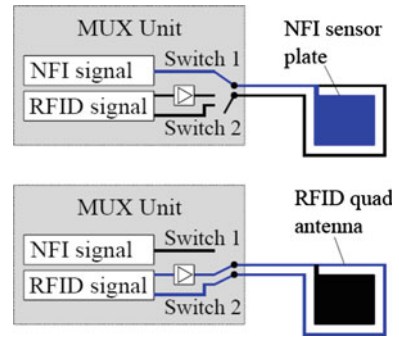 MUX Unit
NFI sensor
plate
Switch 1
NFI signal
RFID signal
Switch 2
MUX Unit
RFID quad
antenna
Switch 1
NFI signal
RFID signal
Switch 2